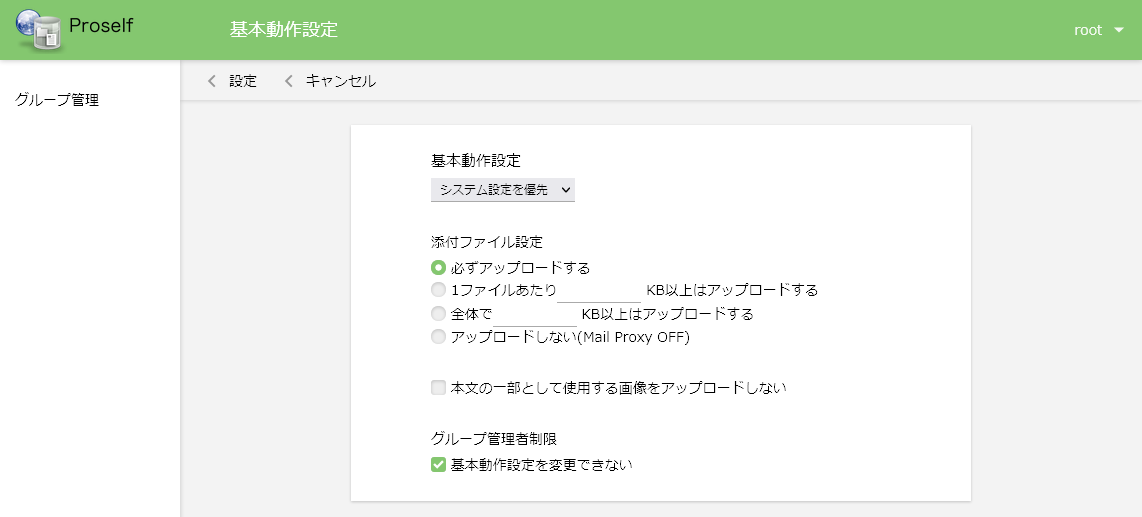 Proself
基本動作設定
root
設定 キャンセル
グループ管理
基本動作設定
システム設定を優先
添付ファイル設定
必ずアップロードする
1ファイルあたり KB以上はアップロードする
全体で KB以上はアップロードする
アップロードしない(Mail Proxy OFF)
本文の一部として使用する画像をアップロードしない
グループ管理者制限
基本動作設定を変更できない